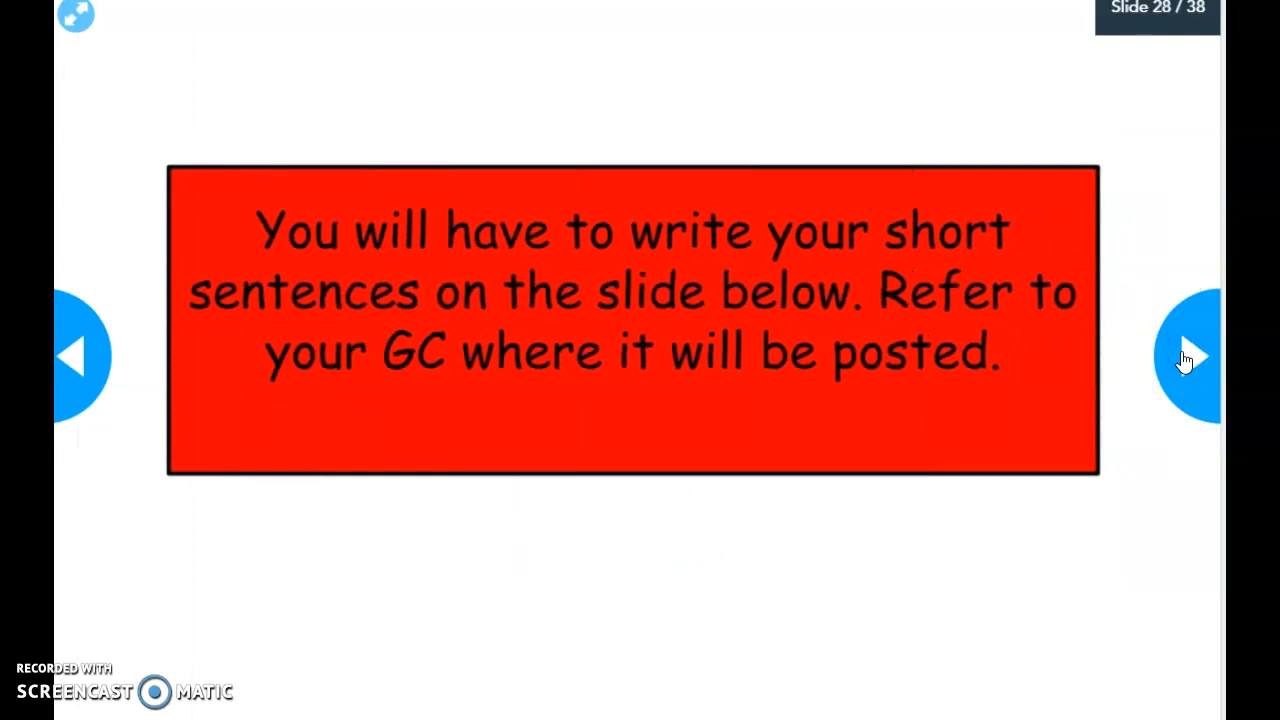 Slide 28 / 38
You will have to write your short
sentences on the slide below. Refer to
your GC where it will be posted.
RECORDED WITH
SCREENCAST MATIC